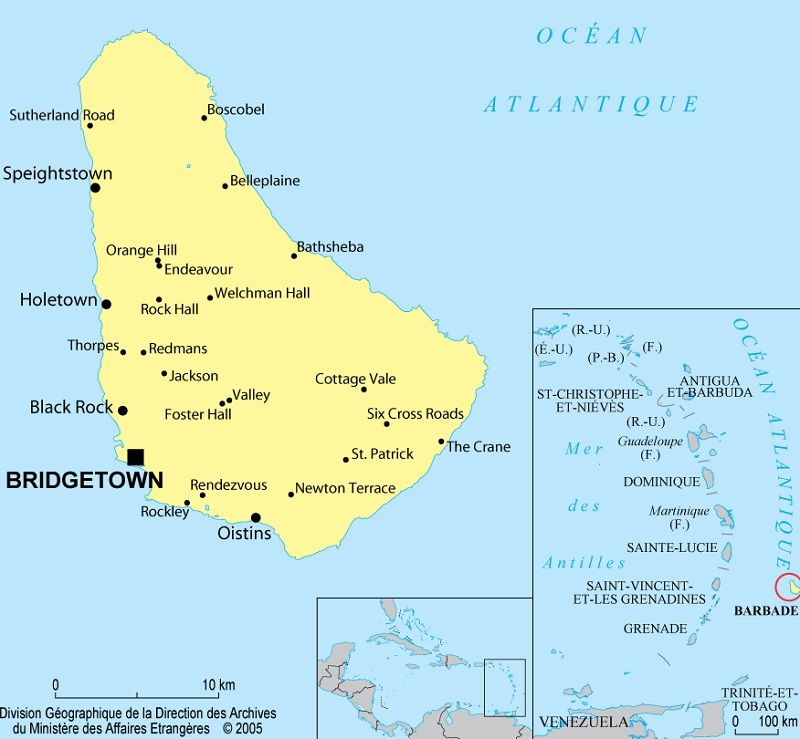 OCÉAN
ATLANTIQUE
Boscobel
Sutherland Road
Speightstown
Belleplaine
Bathsheba
Orange Hill
Endeavour
Welchman Hall
Holetown
Rock Hall
Thorpes
Redmans
Jackson
Cottage Vale
Valley
Black Rock
Foster Hall
Six Cross Roads
The Crane
St. Patrick
BRIDGETOWN
Rendezvous
Newton Terrace
Rockley
Oistins
0 10 km
Division Géographique de la Direction des Archives
du Ministère des Affaires Etrangères © 2005
OCÉAN ATLANTIQUE
(R.-U.)
(É.-U)
(P.-B.)
(F.)
ANTIGUA
ET-BARBUDA
ST-CHRISTOPHE-
ET-NIÉVÈS
(R.-U.)
Guadeloupe
(F.)
Mer
des
Antilles
DOMINIQUE
Martinique
(F.)
SAINTE-LUCIE
SAINT-VINCENT-
ET-LES GRENADINES
BARBADE
GRENADE
TRINITÉ-ET-
TOBAGO
VENEZUELA
0 100 km